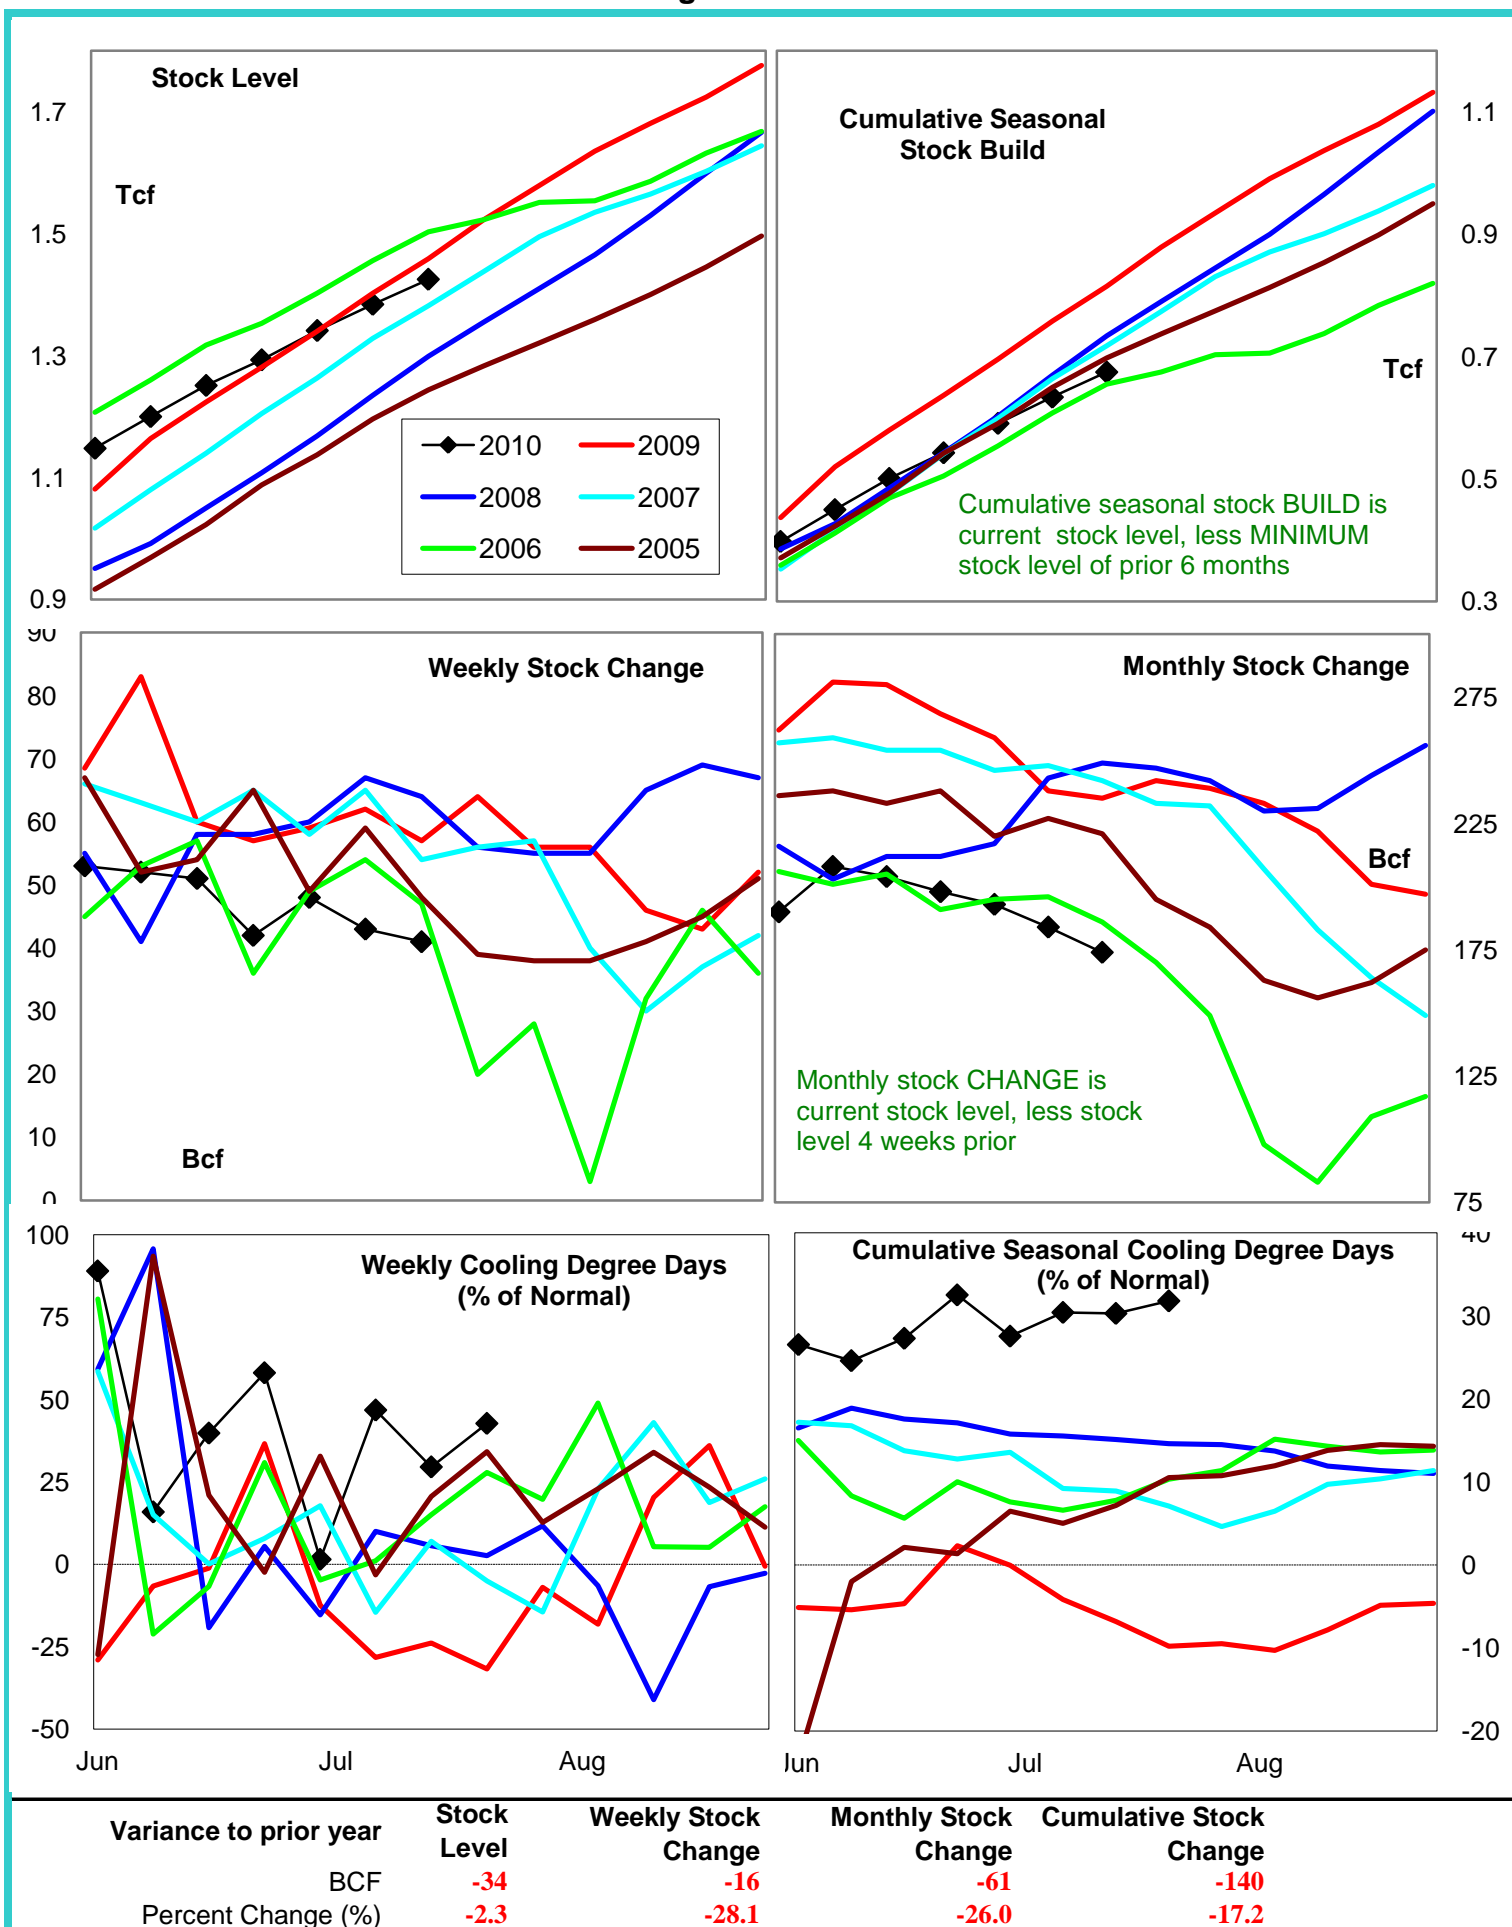 Stock Level
1.7
1.5
1.3
1.1
0.9
Tcf
2010
2009
2008
2007
2006
2005
Cumulative Seasonal
Stock Build
1.1
0.9
0.7
0.5
0.3
Tcf
Cumulative seasonal stock BUILD is
current stock level, less MINIMUM
stock level of prior 6 months
Weekly Stock Change
90
80
70
60
50
40
30
20
10
0
Bcf
Monthly Stock Change
275
225
175
125
75
Bcf
Monthly stock CHANGE is
current stock level, less stock
level 4 weeks prior
Weekly Cooling Degree Days
(% of Normal)
100
75
50
25
0
-25
-50
Jun Jul Aug
Cumulative Seasonal Cooling Degree Days
(% of Normal)
40
30
20
10
0
-10
-20
Jun Jul Aug
Variance to prior year
Stock
Level
Weekly Stock
Change
Monthly Stock
Change
Cumulative Stock
Change
BCF -34 -16 -61 -140
Percent Change (%) -2.3 -28.1 -26.0 -17.2